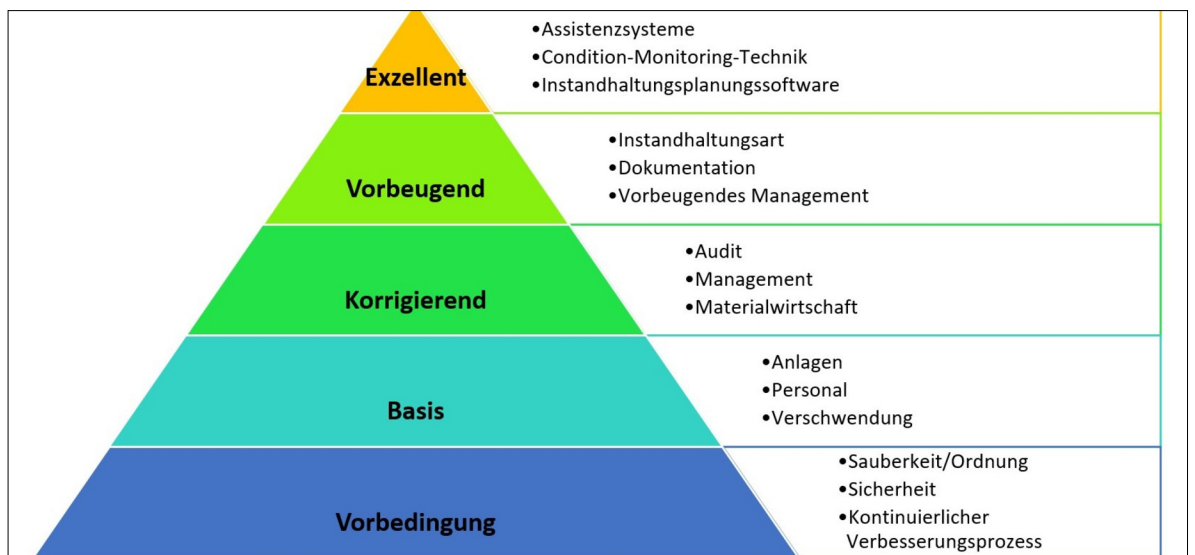 Exzellent
•Assistenzsysteme
•Condition-Monitoring-Technik
•Instandhaltungsplanungssoftware
Vorbeugend
•Instandhaltungsart
•Dokumentation
•Vorbeugendes Management
Korrigierend
•Audit
•Management
•Materialwirtschaft
Basis
•Anlagen
•Personal
•Verschwendung
Vorbedingung
•Sauberkeit/Ordnung
•Sicherheit
•Kontinuierlicher
Verbesserungsprozess